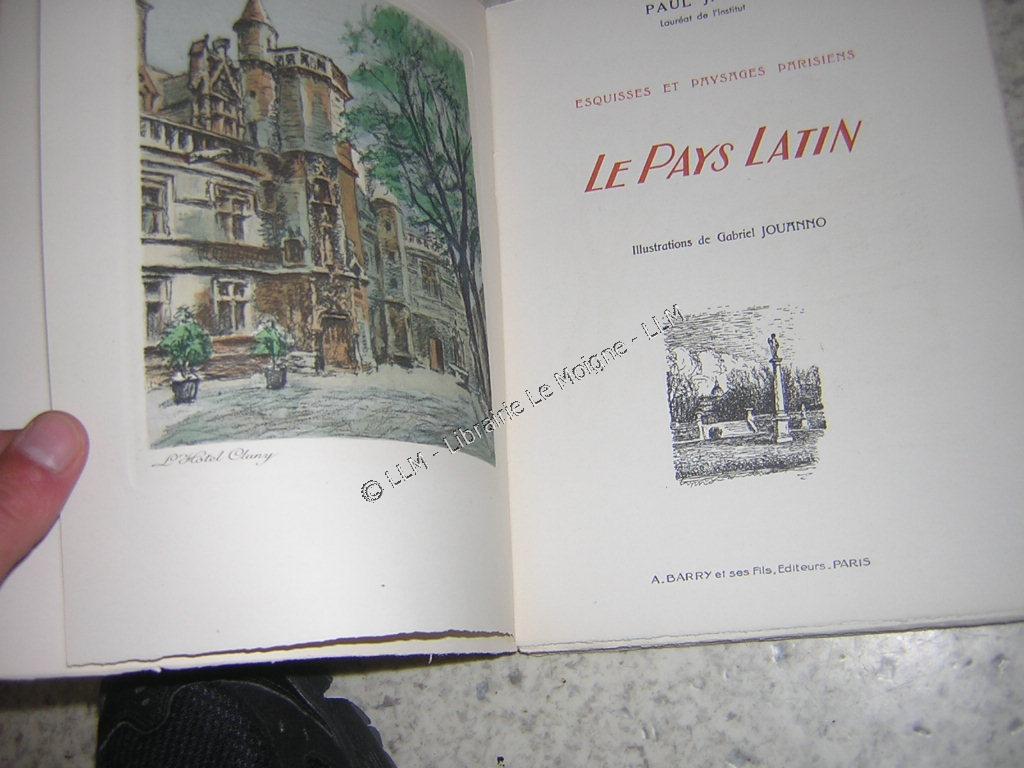 L'Hôtel Cluny
PAUL
Lauréat de l'Institut
ESQUISSES ET PAYSAGES PARISIENS
LE PAYS LATIN
Illustrations de Gabriel JOUANNO
A. BARRY et ses Fils, Editeurs. PARIS
© LLM - Librairie Le Moigne - LLM